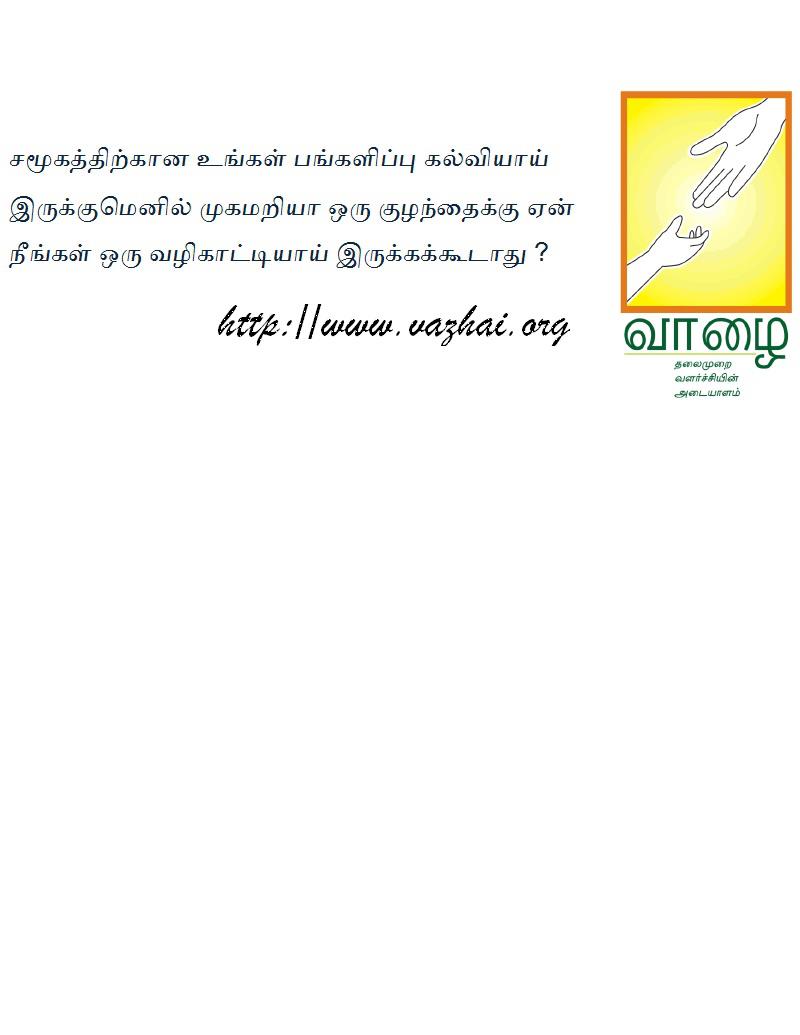 சமூகத்திற்கான உங்கள் பங்களிப்பு கல்வியாய்
இருக்குமெனில் முகமறியா ஒரு குழந்தைக்கு ஏன்
நீங்கள் ஒரு வழிகாட்டியாய் இருக்கக்கூடாது ?
http://www.vazhai.org
வாழை
தலைமுறை
வளர்ச்சியின்
அடையாளம்